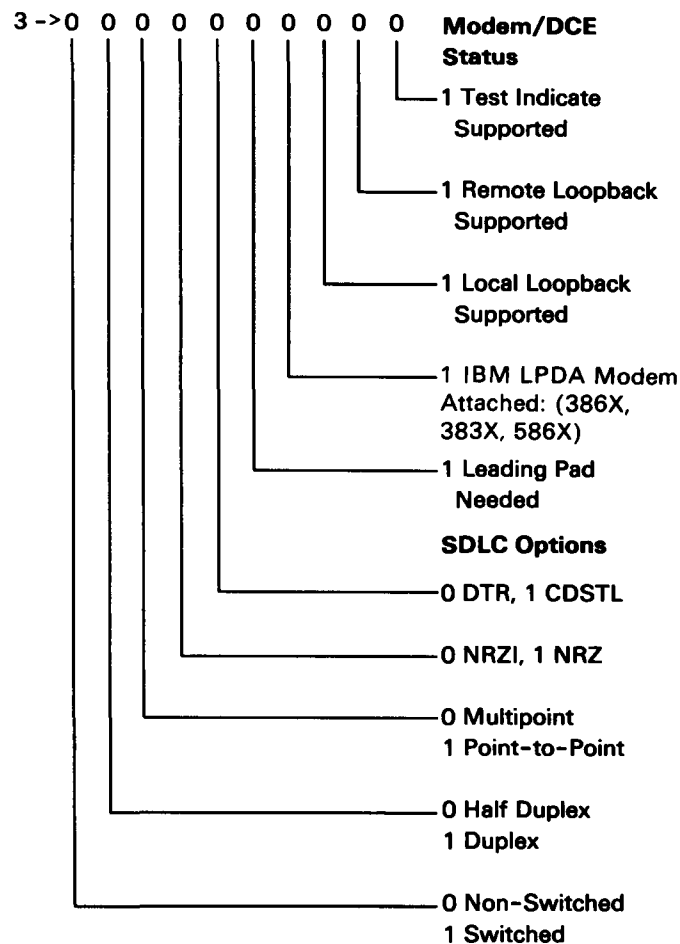 3 ->0 0 0 0 0 0 0 0 0 0 Modem/DCE
Status
1 Test Indicate
Supported
1 Remote Loopback
Supported
1 Local Loopback
Supported
1 IBM LPDA Modem
Attached: (386X,
383X, 586X)
1 Leading Pad
Needed
SDLC Options
0 DTR, 1 CDSTL
0 NRZI, 1 NRZ
0 Multipoint
1 Point-to-Point
0 Half Duplex
1 Duplex
0 Non-Switched
1 Switched